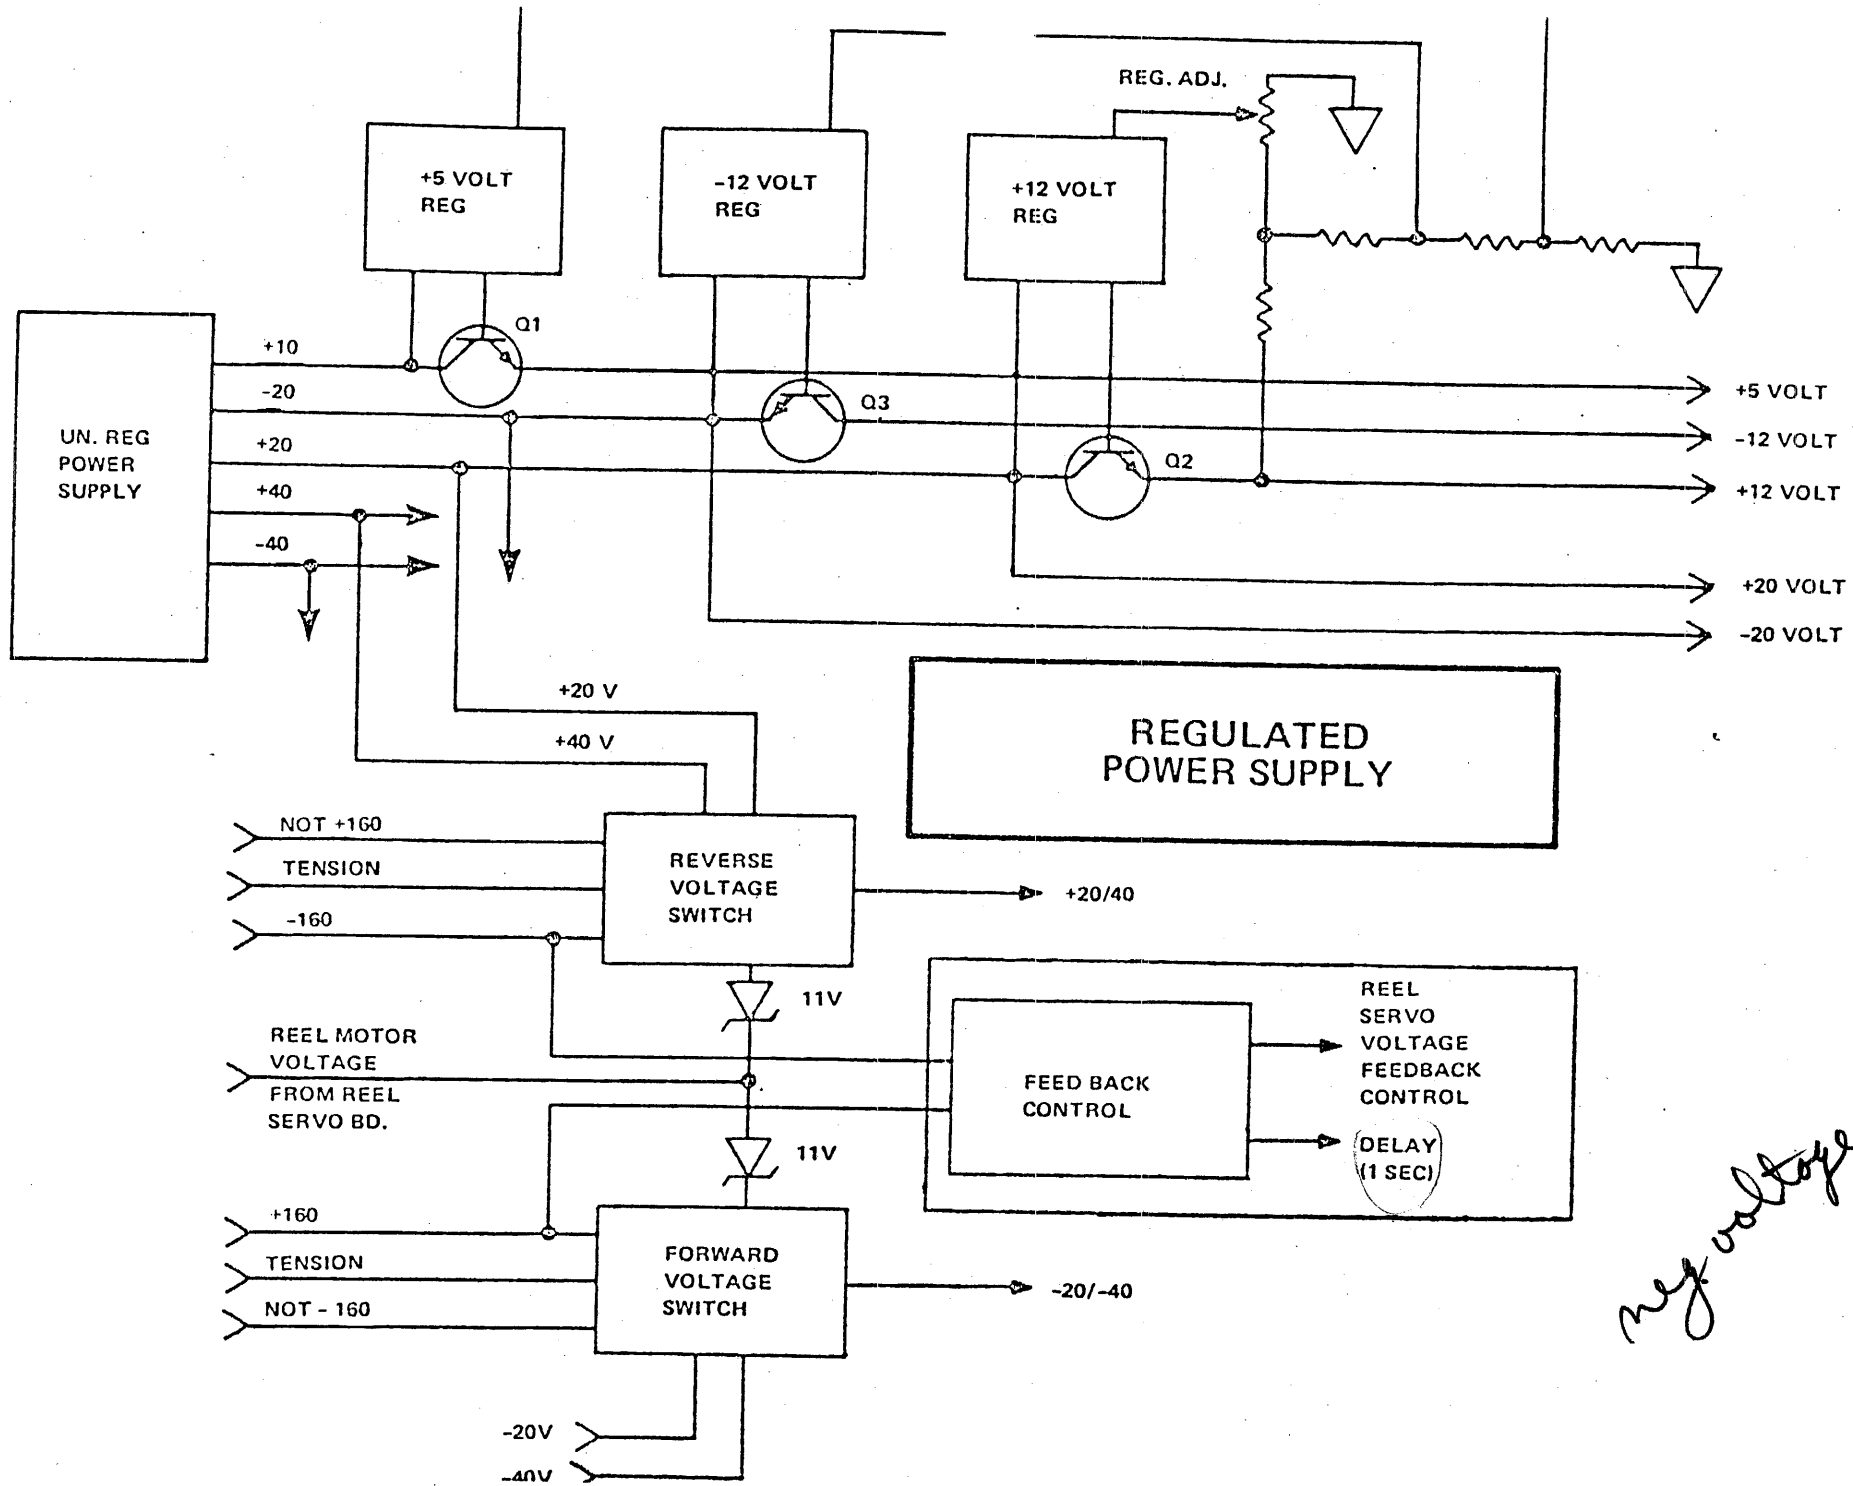 REG. ADJ.
+5 VOLT
REG
-12 VOLT
REG
+12 VOLT
REG
Q1
+10
-20
Q3
+5 VOLT
-12 VOLT
UN. REG
POWER
SUPPLY
+20
Q2
+12 VOLT
+40
-40
+20 VOLT
-20 VOLT
+20 V
+40 V
REGULATED
POWER SUPPLY
NOT +160
TENSION
-160
REVERSE
VOLTAGE
SWITCH
+20/40
11V
REEL MOTOR
VOLTAGE
FROM REEL
SERVO BD.
FEED BACK
CONTROL
REEL
SERVO
VOLTAGE
FEEDBACK
CONTROL
DELAY
(1 SEC)
11V
+160
TENSION
NOT - 160
FORWARD
VOLTAGE
SWITCH
-20/-40
neg. voltage
-20V
-40V